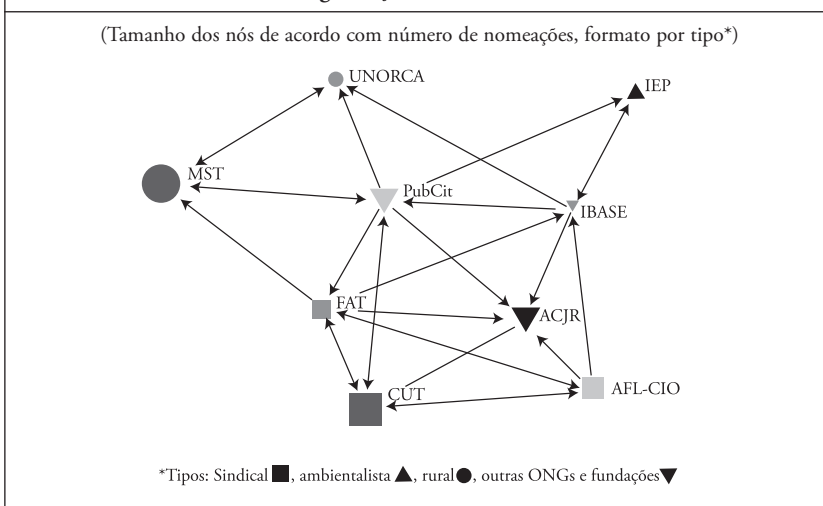 (Tamanho dos nós de acordo com número de nomeações, formato por tipo*)
UNORCA
IEP
MST
PubCit
IBASE
FAT
ACJR
CUT
AFL-CIO
*Tipos: Sindical ■, ambientalista ▲, rural ●, outras ONGs e fundações ▼